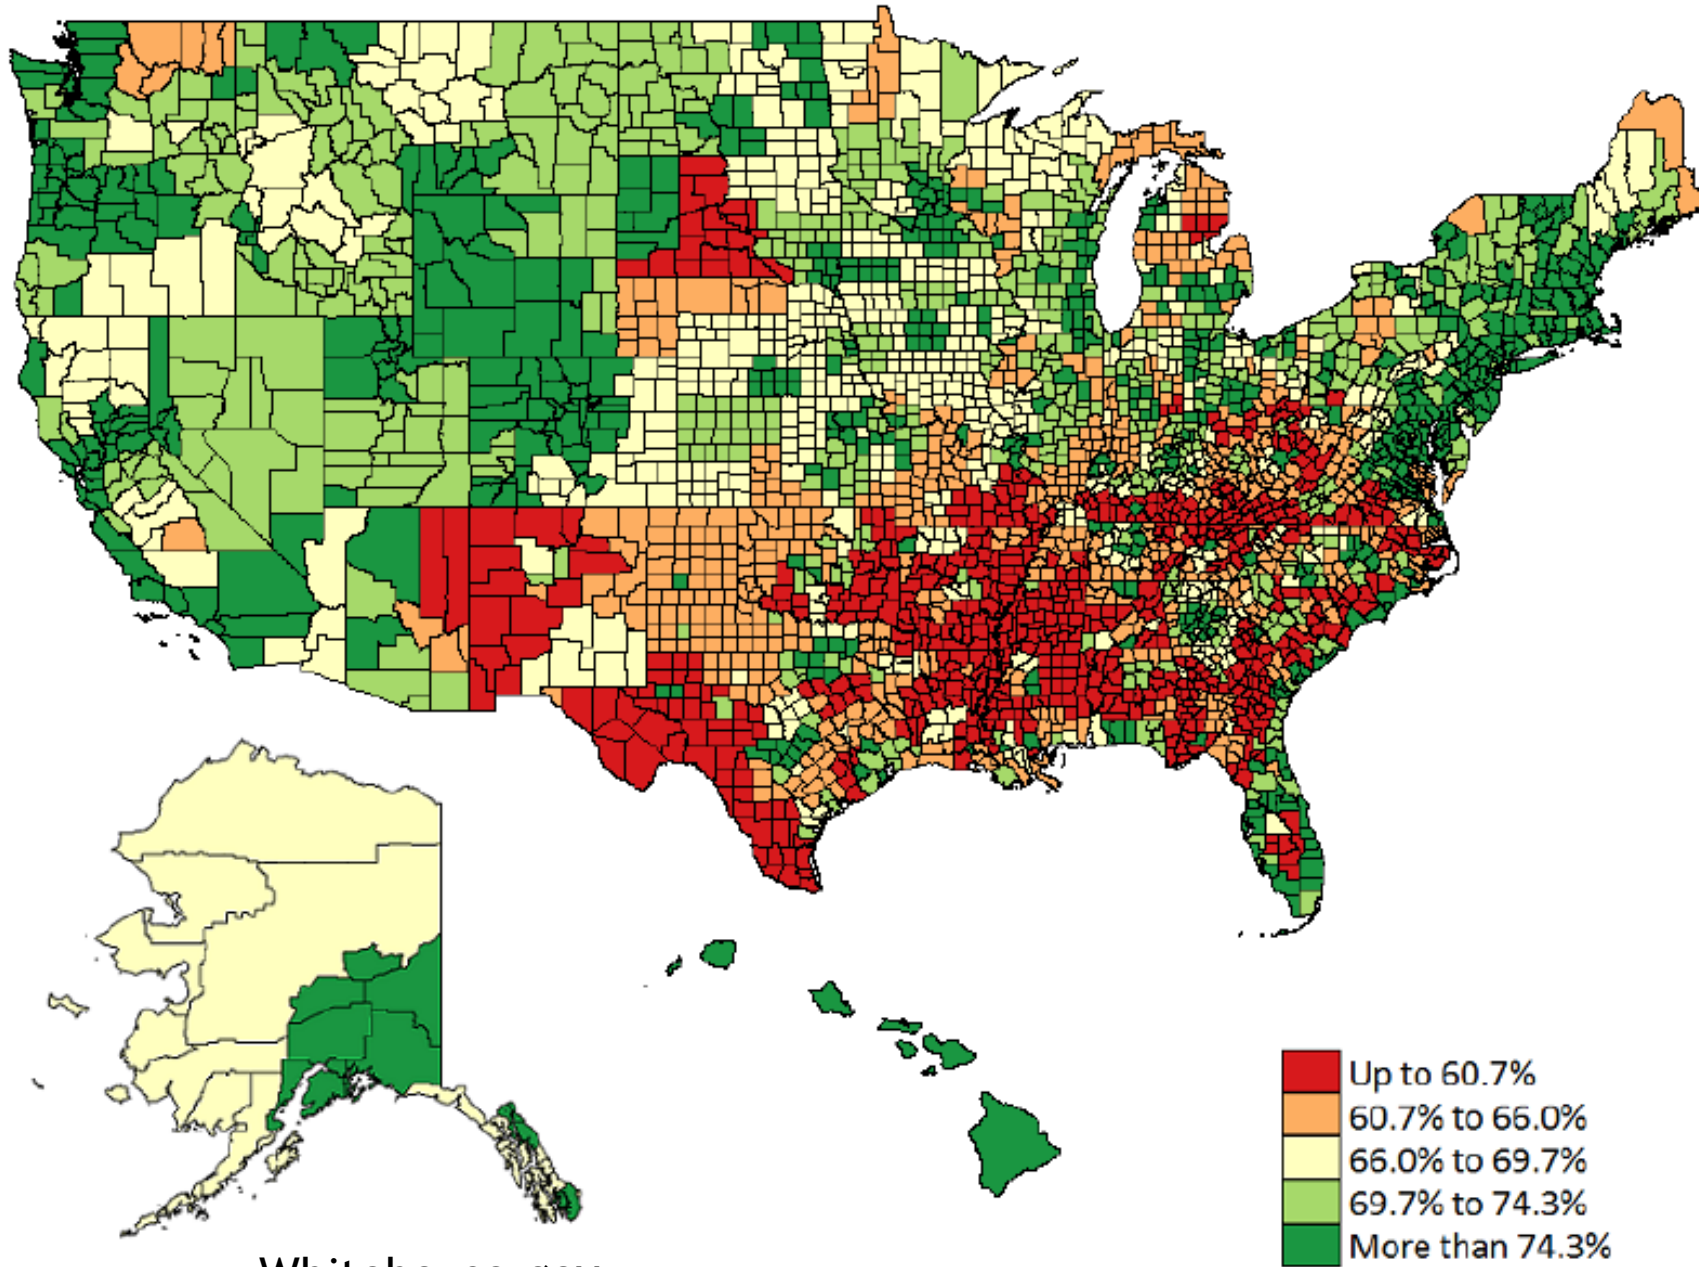 Up to 60.7%
60.7% to 66.0%
66.0% to 69.7%
69.7% to 74.3%
More than 74.3%